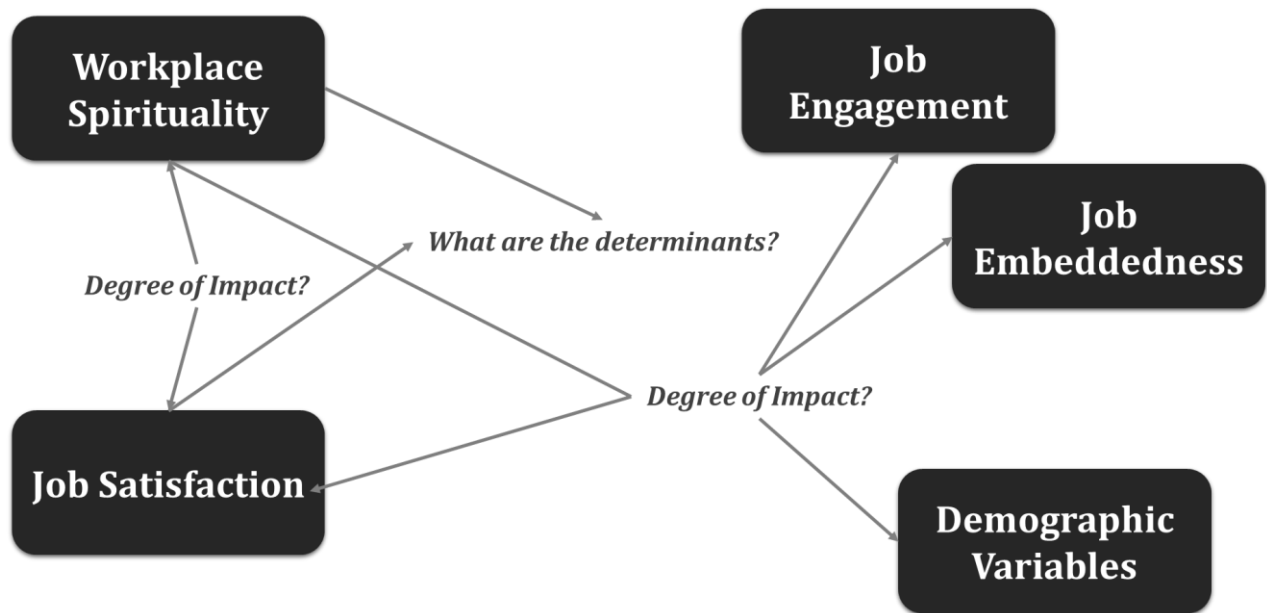 Workplace
Spirituality
Job
Engagement
Job
Embeddedness
What are the determinants?
Degree of Impact?
Degree of Impact?
Job Satisfaction
Demographic
Variables